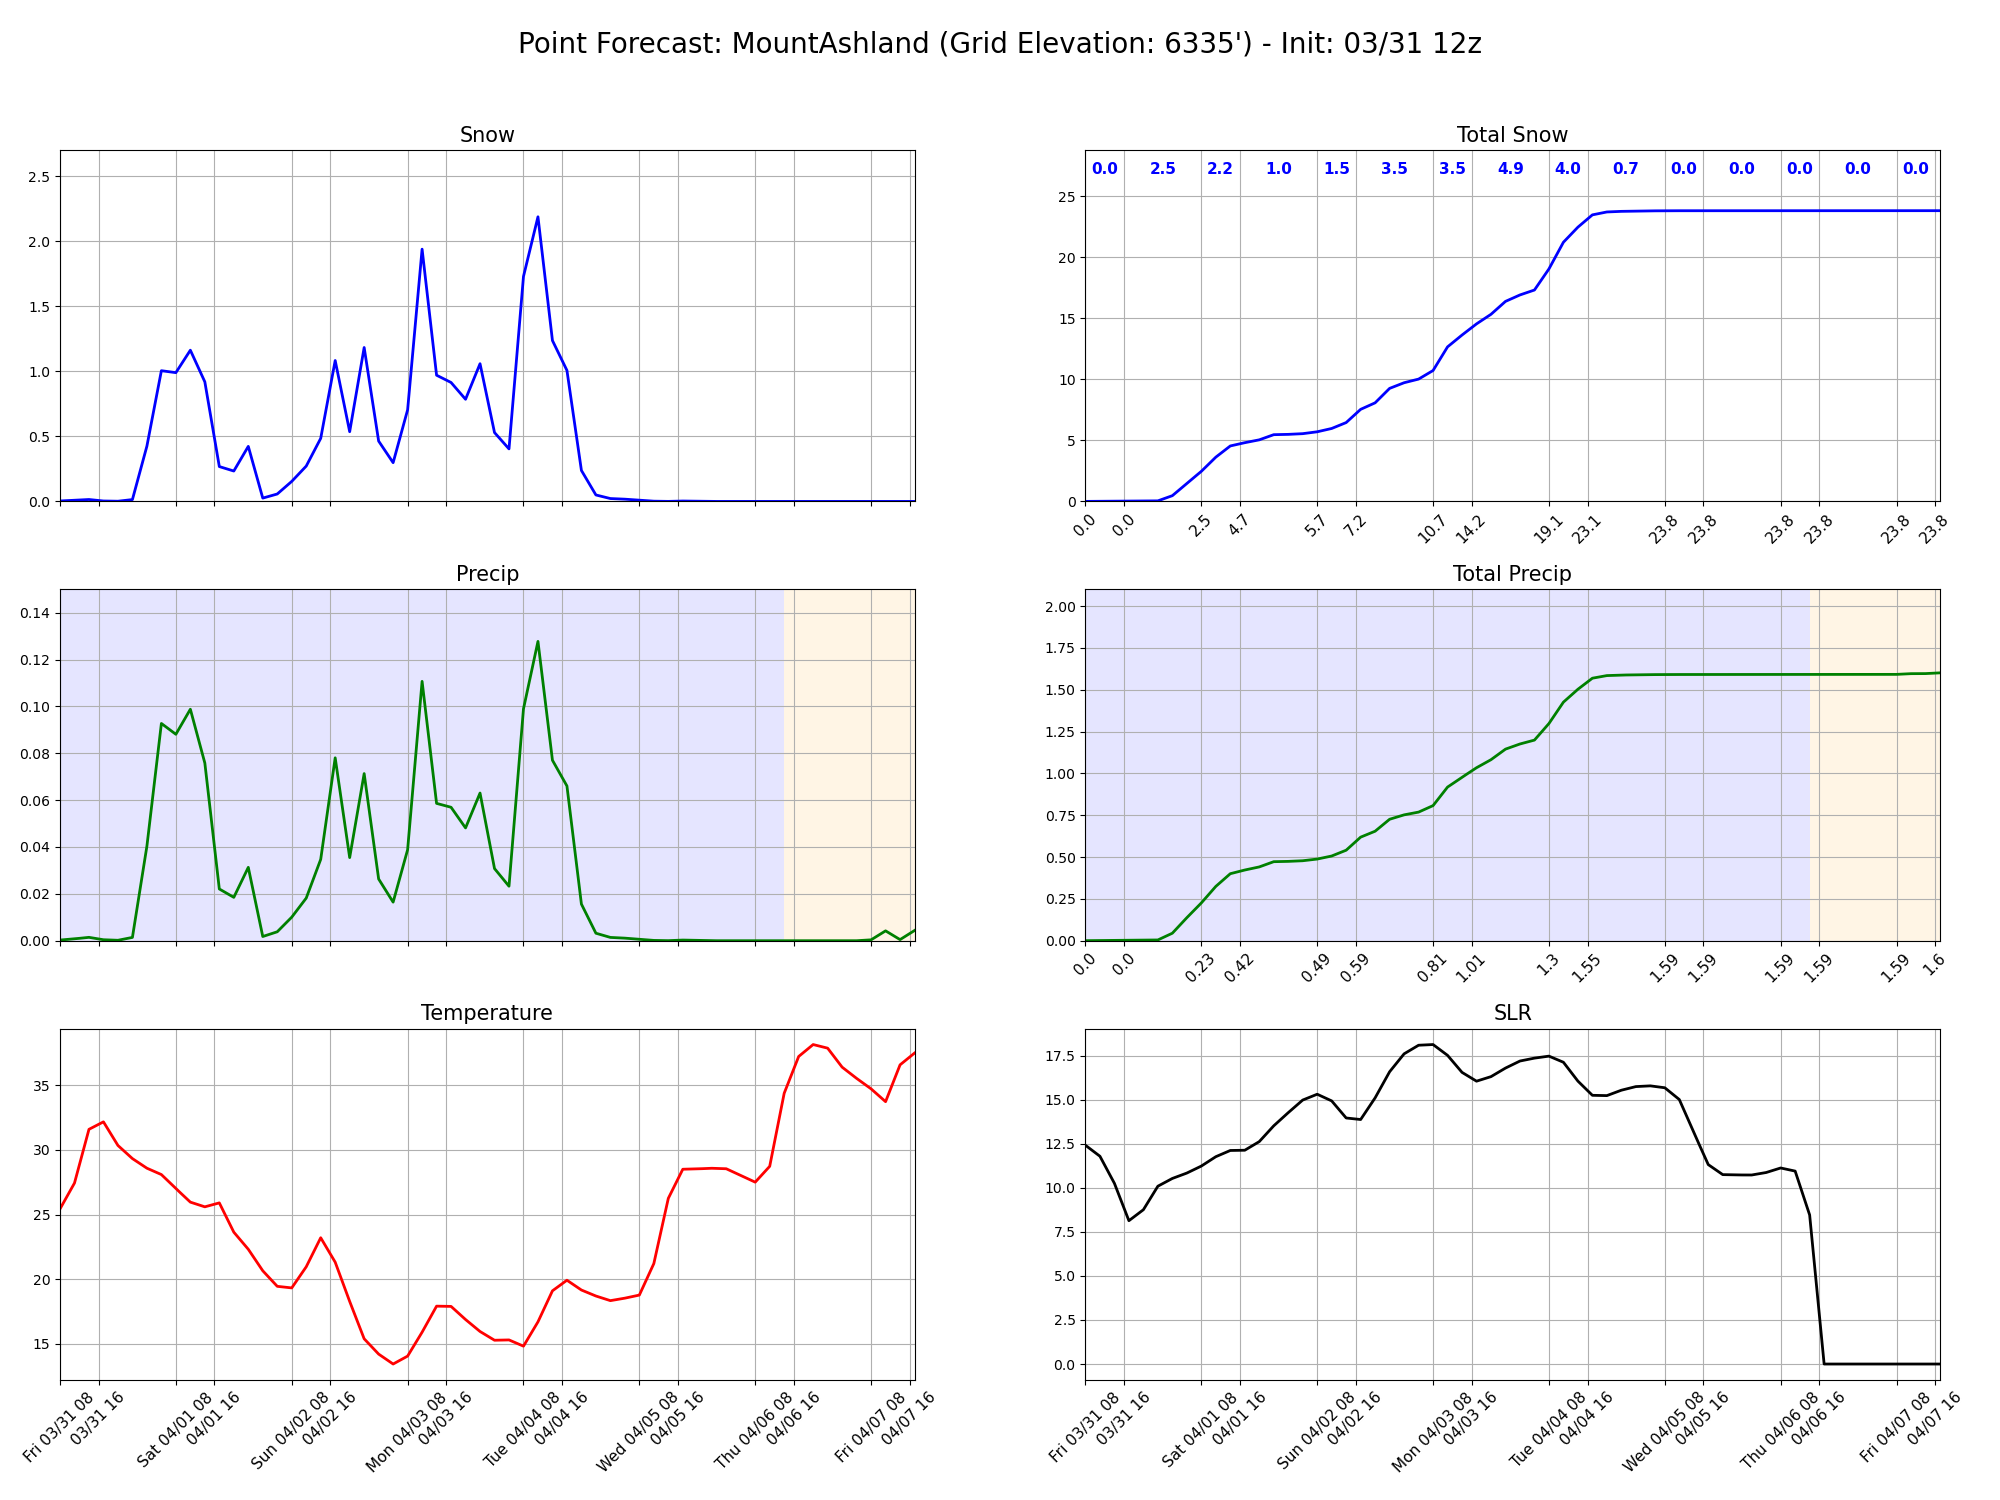 Point Forecast: MountAshland (Grid Elevation: 6335') - Init: 03/31 12z
Snow
2.5
2.0
1.5
1.0
0.5
0.0
Total Snow
0.0 2.5 2.2 1.0 1.5 3.5 3.5 4.9 4.0 0.7 0.0 0.0 0.0 0.0 0.0
25
20
15
10
5
0
0.0 0.0 2.5 4.7 5.7 7.2 10.7 14.2 19.1 23.1 23.8 23.8 23.8 23.8 23.8 23.8
Precip
0.14
0.12
0.10
0.08
0.06
0.04
0.02
0.00
Total Precip
2.00
1.75
1.50
1.25
1.00
0.75
0.50
0.25
0.00
0.0 0.0 0.23 0.42 0.49 0.59 0.81 1.01 1.3 1.55 1.59 1.59 1.59 1.59 1.59 1.6
Temperature
35
30
25
20
15
Fri 03/31 08
03/31 16
Sat 04/01 08
04/01 16
Sun 04/02 08
04/02 16
Mon 04/03 08
04/03 16
Tue 04/04 08
04/04 16
Wed 04/05 08
04/05 16
Thu 04/06 08
04/06 16
Fri 04/07 08
04/07 16
SLR
17.5
15.0
12.5
10.0
7.5
5.0
2.5
0.0
Fri 03/31 08
03/31 16
Sat 04/01 08
04/01 16
Sun 04/02 08
04/02 16
Mon 04/03 08
04/03 16
Tue 04/04 08
04/04 16
Wed 04/05 08
04/05 16
Thu 04/06 08
04/06 16
Fri 04/07 08
04/07 16